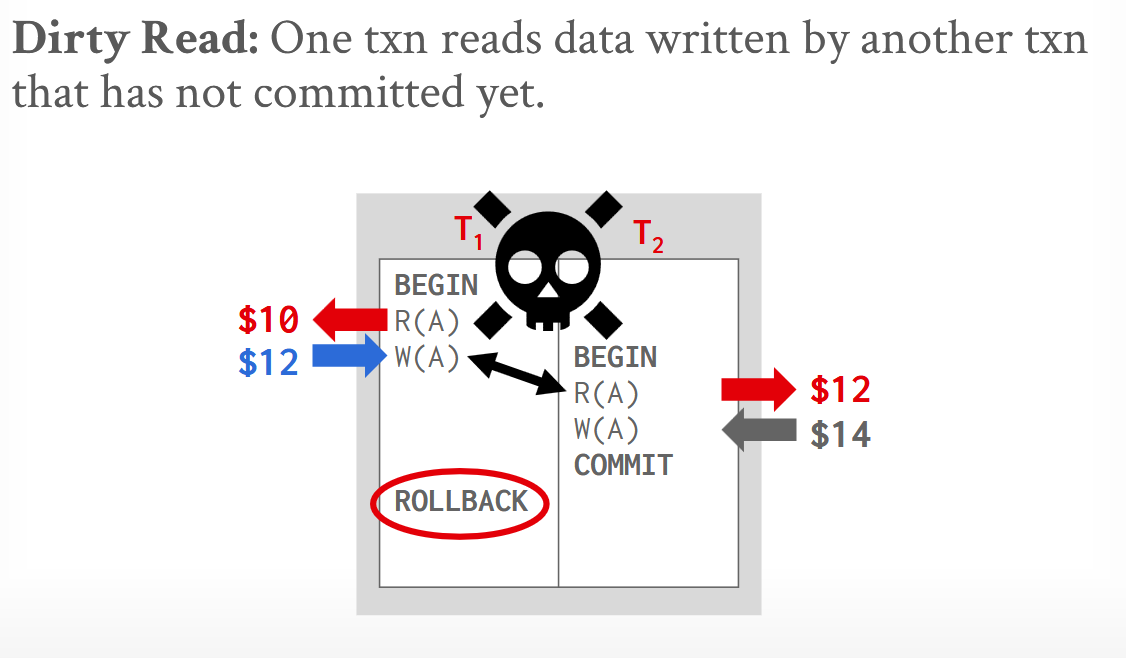 Dirty Read: One txn reads data written by another txn
that has not committed yet.
T1 T2
BEGIN
$10 R(A)
$12 W(A) BEGIN
R(A) $12
W(A) $14
COMMIT
ROLLBACK